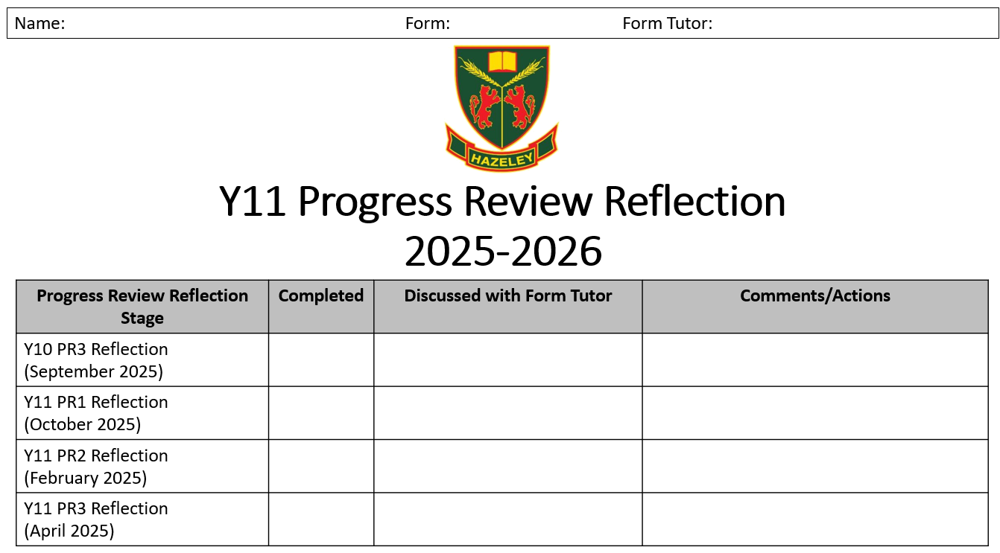 Name: Form: Form Tutor:
HAZELEY
Y11 Progress Review Reflection
2025-2026
Progress Review Reflection
Stage
Completed
Discussed with Form Tutor
Comments/Actions
Y10 PR3 Reflection
(September 2025)
Y11 PR1 Reflection
(October 2025)
Y11 PR2 Reflection
(February 2025)
Y11 PR3 Reflection
(April 2025)